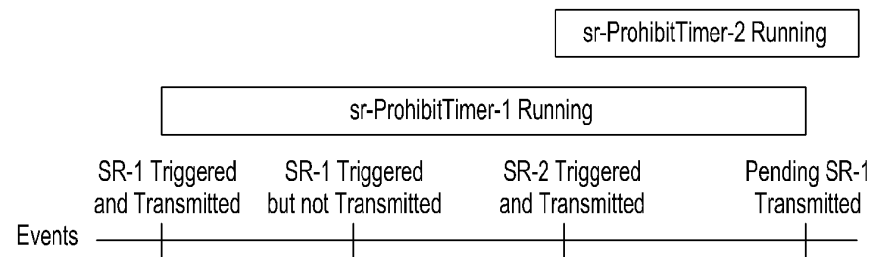 sr-ProhibitTimer-2 Running
sr-ProhibitTimer-1 Running
SR-1 Triggered
and Transmitted
SR-1 Triggered
but not Transmitted
SR-2 Triggered
and Transmitted
Pending SR-1
Transmitted
Events